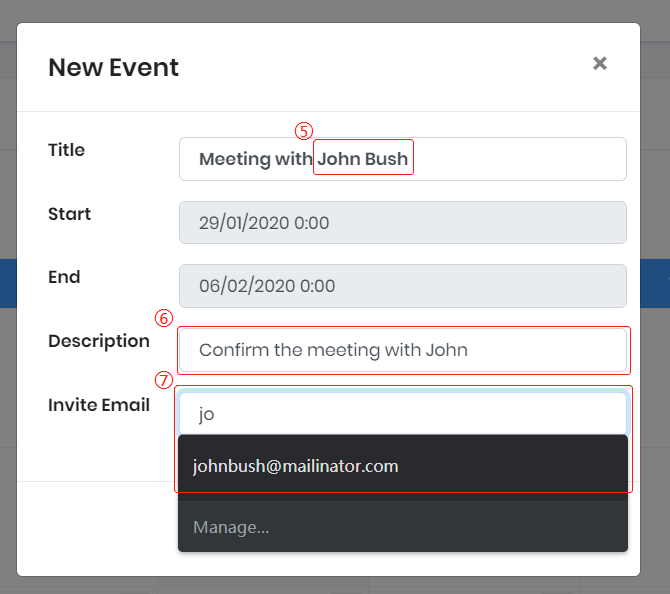 New Event ×
⑤
Title Meeting with John Bush
Start 29/01/2020 0:00
End 06/02/2020 0:00
⑥
Description Confirm the meeting with John
⑦
Invite Email jo
johnbush@mailinator.com
Manage...